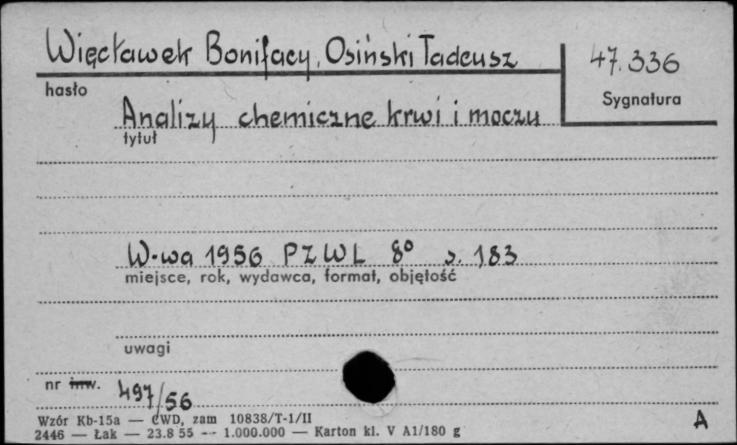 Więcławek Bonifacy, Osiński Tadeusz
47.336
hasło
Sygnatura
Analizy chemiczne krwi i moczu
tytuł
W-wa 1956 PZWL 8° s. 183
miejsce, rok, wydawca, format, objętość
uwagi
nr inw. 497/56
Wzór Kb-15a — CWD, zam 10838/T-1/II
2446 — Łak — 23.8 55 — 1.000.000 — Karton kl. V A1/180 g
A